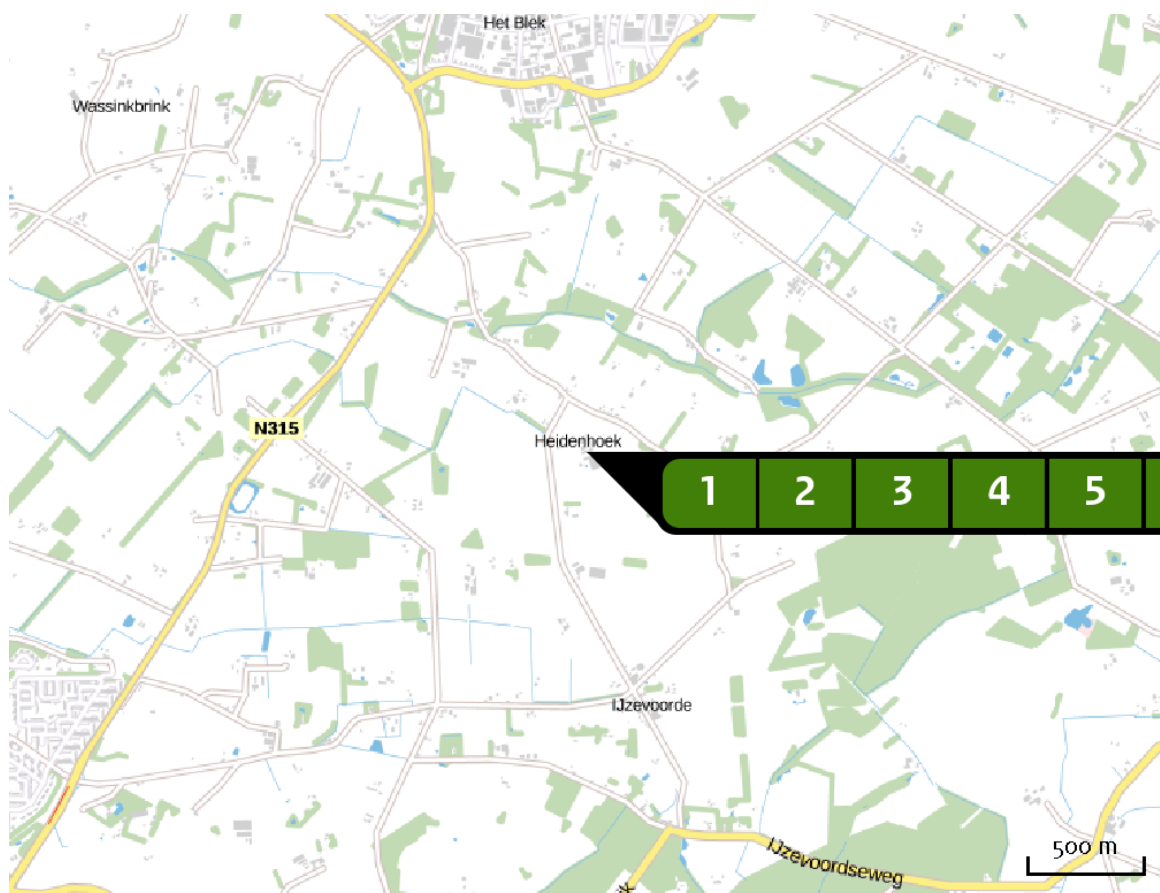 Het Blek
Wassinkbrink
N315
Heidenhoek
1 2 3 4 5
IJzevoorde
IJzevoordseweg
500 m